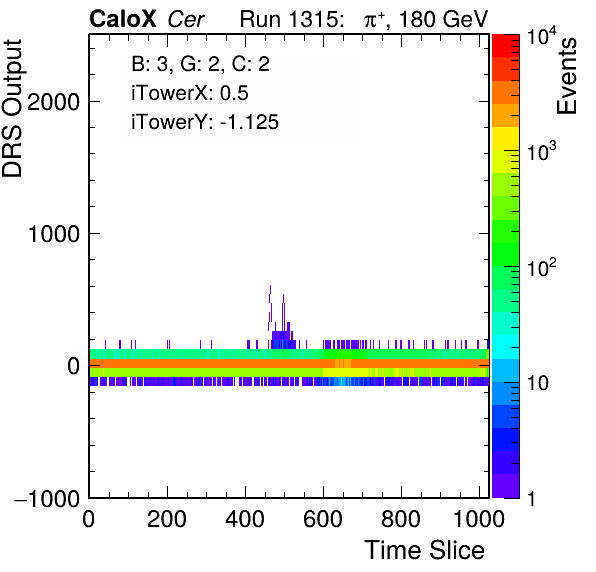 CaloX Cer Run 1315: π⁺, 180 GeV
B: 3, G: 2, C: 2
iTowerX: 0.5
iTowerY: -1.125
DRS Output
2000
1000
0
−1000
0 200 400 600 800 1000
Time Slice
Events
10⁴
10³
10²
10
1